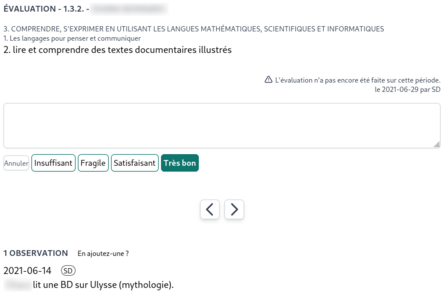 ÉVALUATION - 1.3.2. -
3. COMPRENDRE, S'EXPRIMER EN UTILISANT LES LANGUES MATHÉMATIQUES, SCIENTIFIQUES ET INFORMATIQUES
1. Les langages pour penser et communiquer
2. lire et comprendre des textes documentaires illustrés
L'évaluation n'a pas encore été faite sur cette période.
le 2021-06-29 par SD
Annuler Insuffisant Fragile Satisfaisant Très bon
1 OBSERVATION En ajoutez-une ?
2021-06-14 SD
lit une BD sur Ulysse (mythologie).